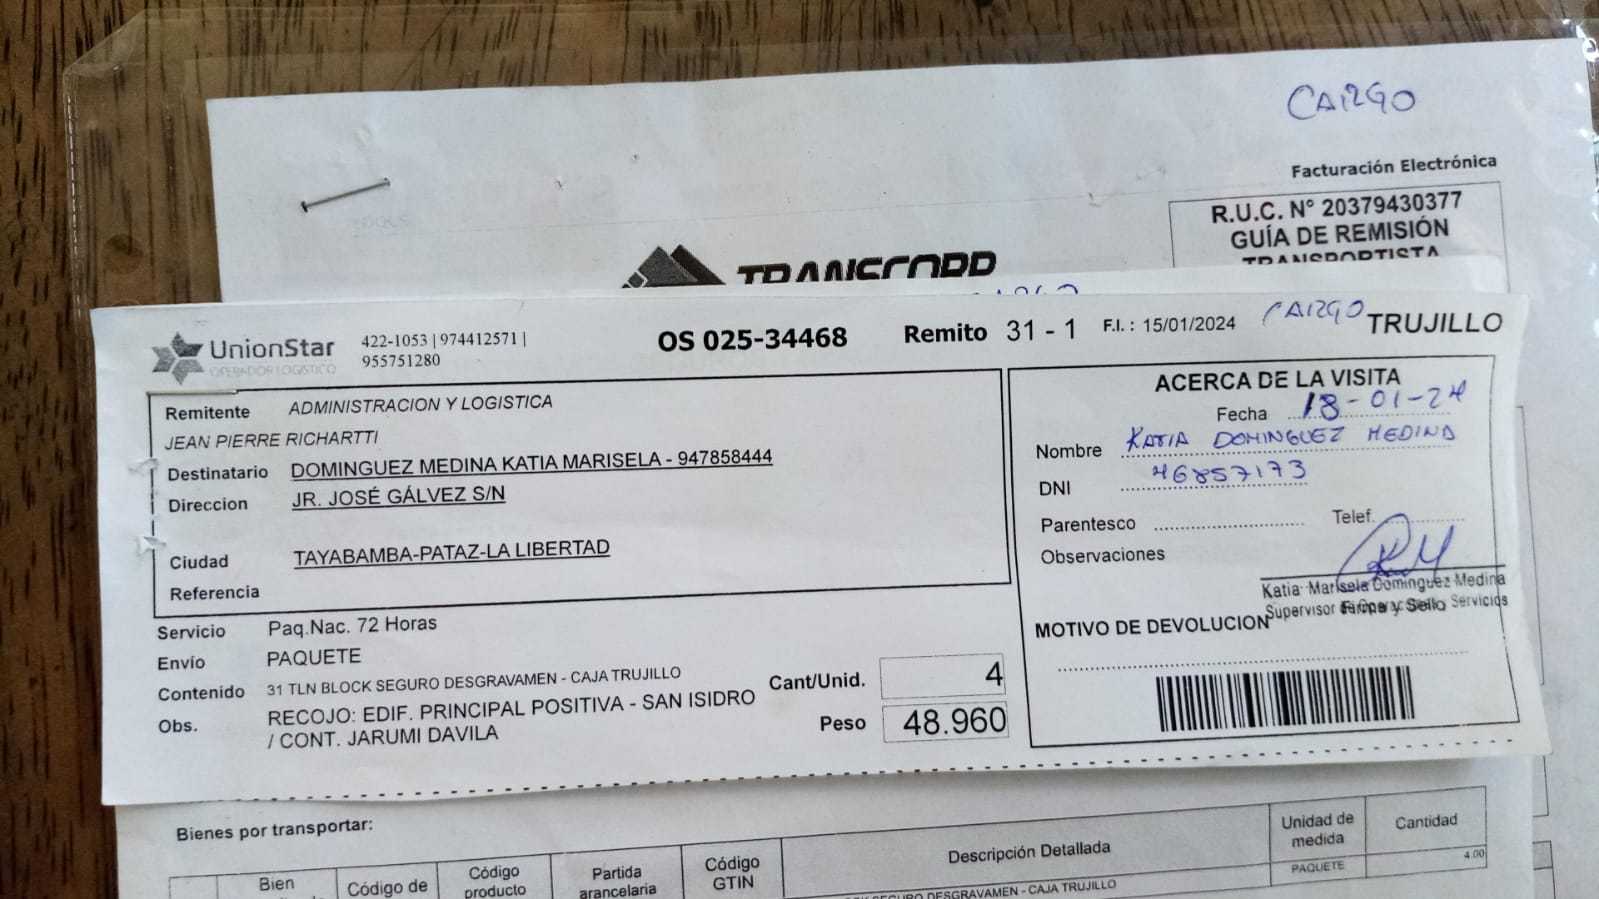 CARGO
Facturación Electrónica
R.U.C. N° 20379430377
GUÍA DE REMISIÓN
TRANSPORTISTA
TRANSCORP
CARGO
UnionStar
OPERADOR LOGISTICO
422-1053 | 974412571 |
955751280
OS 025-34468
Remito 31 - 1
F.I. : 15/01/2024
CARGO
TRUJILLO
Remitente ADMINISTRACION Y LOGISTICA
JEAN PIERRE RICHARTTI
Destinatario DOMINGUEZ MEDINA KATIA MARISELA - 947858444
Direccion JR. JOSÉ GÁLVEZ S/N
Ciudad TAYABAMBA-PATAZ-LA LIBERTAD
Referencia
Servicio Paq.Nac. 72 Horas
Envío PAQUETE
Contenido 31 TLN BLOCK SEGURO DESGRAVAMEN - CAJA TRUJILLO
Obs. RECOJO: EDIF. PRINCIPAL POSITIVA - SAN ISIDRO
/ CONT. JARUMI DAVILA
Cant/Unid. 4
Peso 48.960
ACERCA DE LA VISITA
Fecha 18-01-24
Nombre KATIA DOMINGUEZ MEDINA
DNI 46857173
Parentesco Telef.
Observaciones
Katia Marisela Dominguez Medina
Supervisor de Operaciones y Servicios
Firma y Sello
MOTIVO DE DEVOLUCION
Bienes por transportar:
Bien
Código de
Código
producto
Partida
arancelaria
Código
GTIN
Descripción Detallada
Unidad de
medida
Cantidad
SEGURO DESGRAVAMEN - CAJA TRUJILLO
PAQUETE
4.00